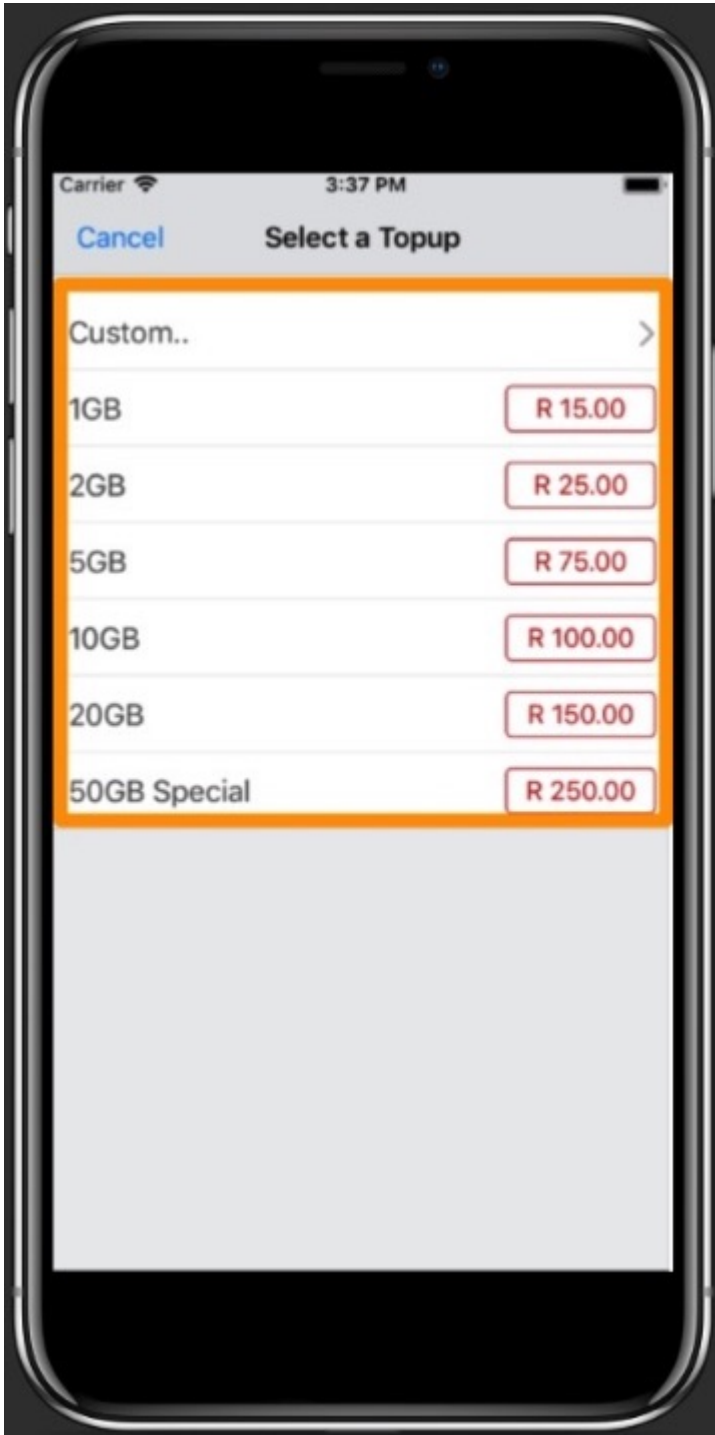 Carrier 3:37 PM
Cancel Select a Topup
Custom..
1GB R 15.00
2GB R 25.00
5GB R 75.00
10GB R 100.00
20GB R 150.00
50GB Special R 250.00